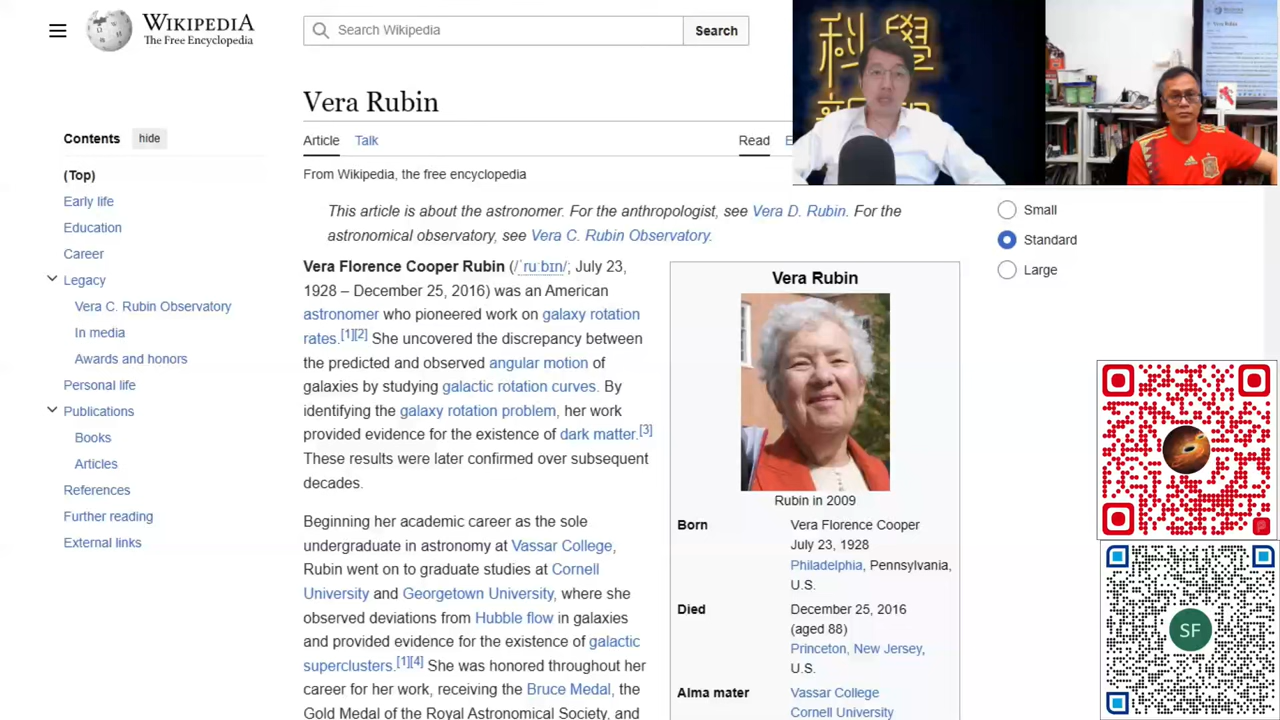 WIKIPEDIA
The Free Encyclopedia
Search Wikipedia
Search
科學
Contents
hide
(Top)
Early life
Education
Career
Legacy
Vera C. Rubin Observatory
In media
Awards and honors
Personal life
Publications
Books
Articles
References
Further reading
External links
Vera Rubin
Article
Talk
Read
From Wikipedia, the free encyclopedia
This article is about the astronomer. For the anthropologist, see Vera D. Rubin. For the
astronomical observatory, see Vera C. Rubin Observatory.
Vera Florence Cooper Rubin (/ˈruːbɪn/; July 23,
1928 – December 25, 2016) was an American
astronomer who pioneered work on galaxy rotation
rates.[1][2] She uncovered the discrepancy between
the predicted and observed angular motion of
galaxies by studying galactic rotation curves. By
identifying the galaxy rotation problem, her work
provided evidence for the existence of dark matter.[3]
These results were later confirmed over subsequent
decades.
Beginning her academic career as the sole
undergraduate in astronomy at Vassar College,
Rubin went on to graduate studies at Cornell
University and Georgetown University, where she
observed deviations from Hubble flow in galaxies
and provided evidence for the existence of galactic
superclusters.[1][4] She was honored throughout her
career for her work, receiving the Bruce Medal, the
Gold Medal of the Royal Astronomical Society, and
Vera Rubin
Rubin in 2009
Born
Vera Florence Cooper
July 23, 1928
Philadelphia, Pennsylvania,
U.S.
Died
December 25, 2016
(aged 88)
Princeton, New Jersey,
U.S.
Alma mater
Vassar College
Cornell University
Small
Standard
Large
Vera Rubin
adidas
SF